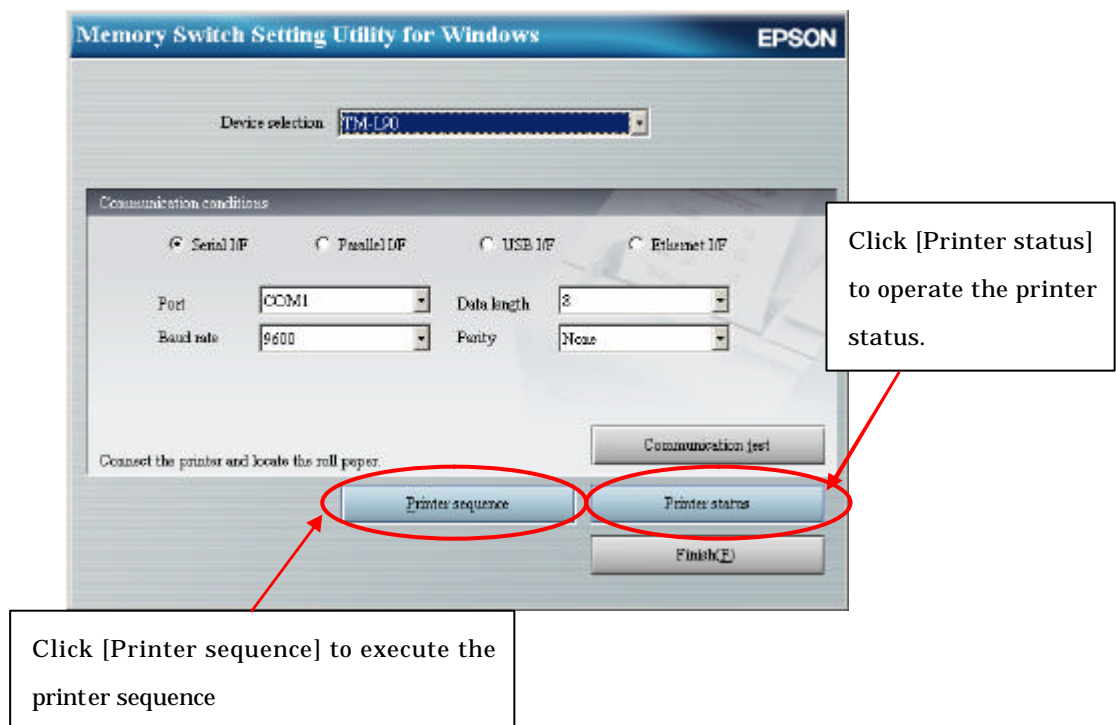 Memory Switch Setting Utility for Windows EPSON
Device selection TM-L90
Communication conditions
Serial I/F Parallel I/F USB I/F Ethernet I/F
Port COM1 Data length 8
Baud rate 9600 Parity None
Communication test
Connect the printer and locate the roll paper.
Printer sequence Printer status
Finish(F)
Click [Printer status]
to operate the printer
status.
Click [Printer sequence] to execute the
printer sequence